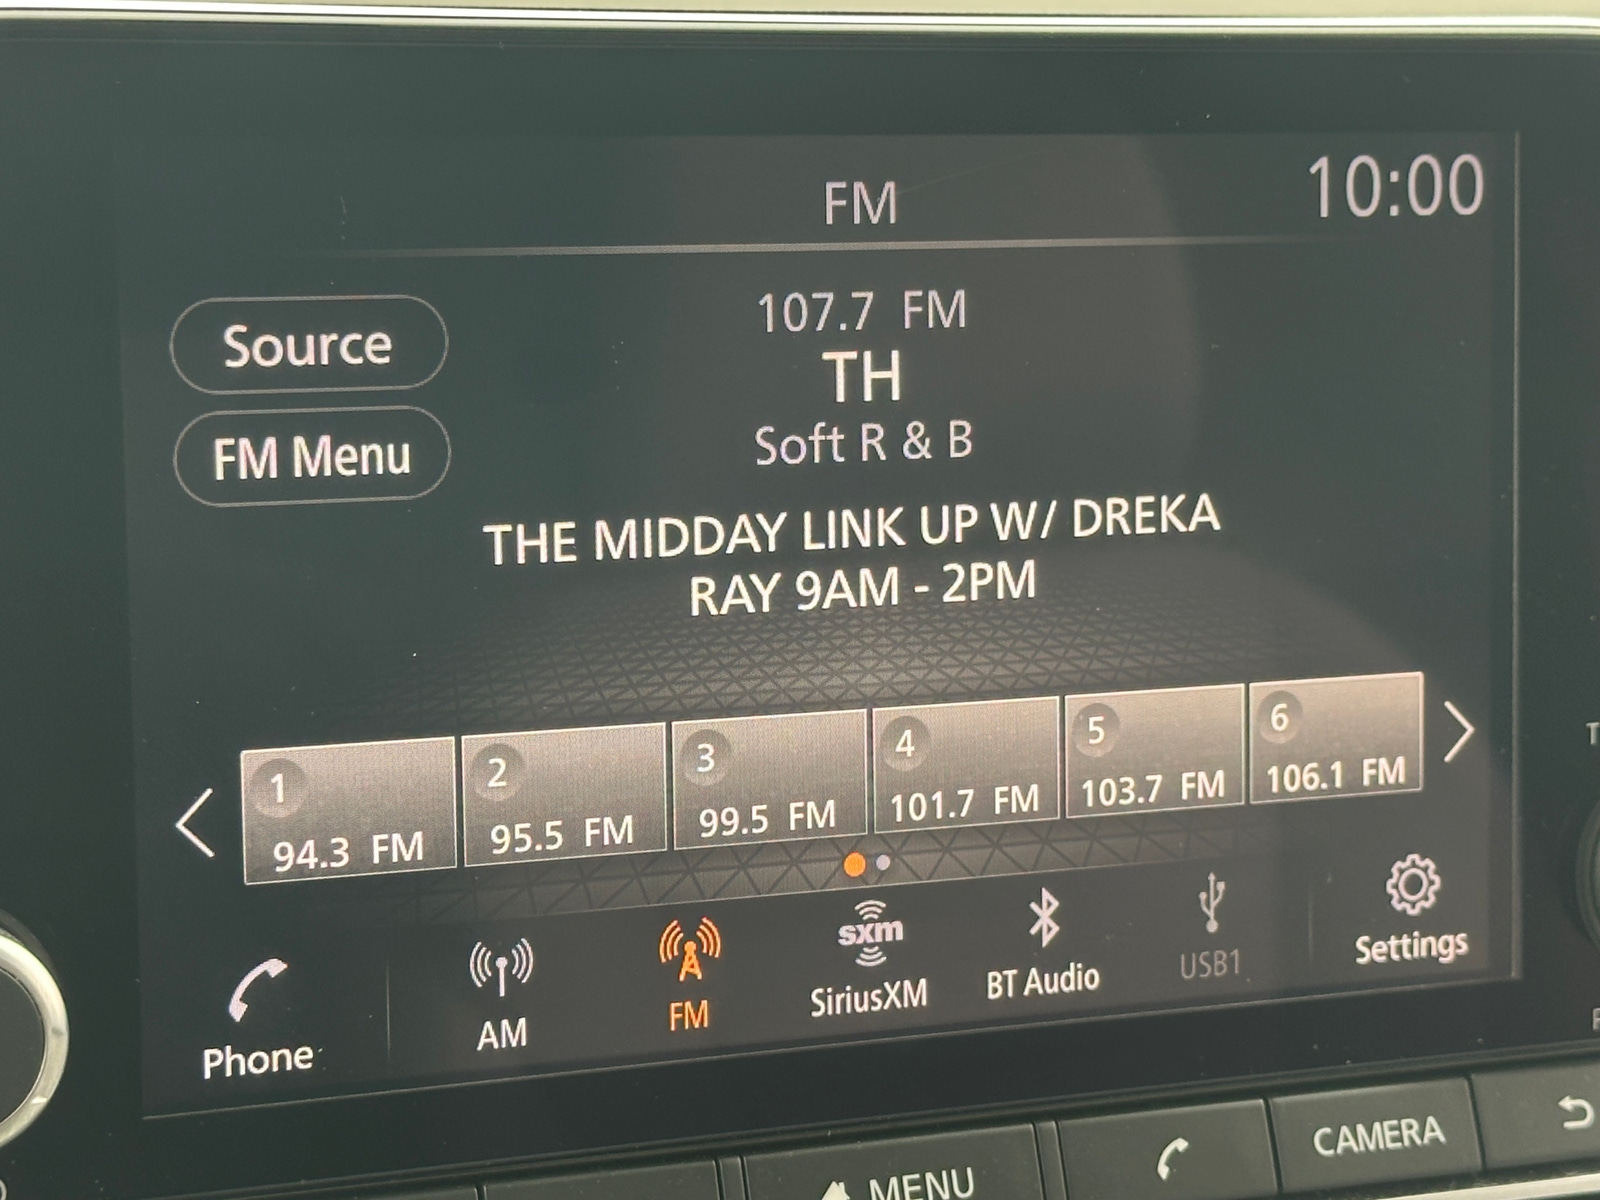 FM
10:00
Source
107.7 FM
TH
FM Menu
Soft R & B
THE MIDDAY LINK UP W/ DREKA
RAY 9AM - 2PM
1
94.3 FM
2
95.5 FM
3
99.5 FM
4
101.7 FM
5
103.7 FM
6
106.1 FM
Phone
AM
FM
sxm
SiriusXM
BT Audio
USB1
Settings
MENU
CAMERA